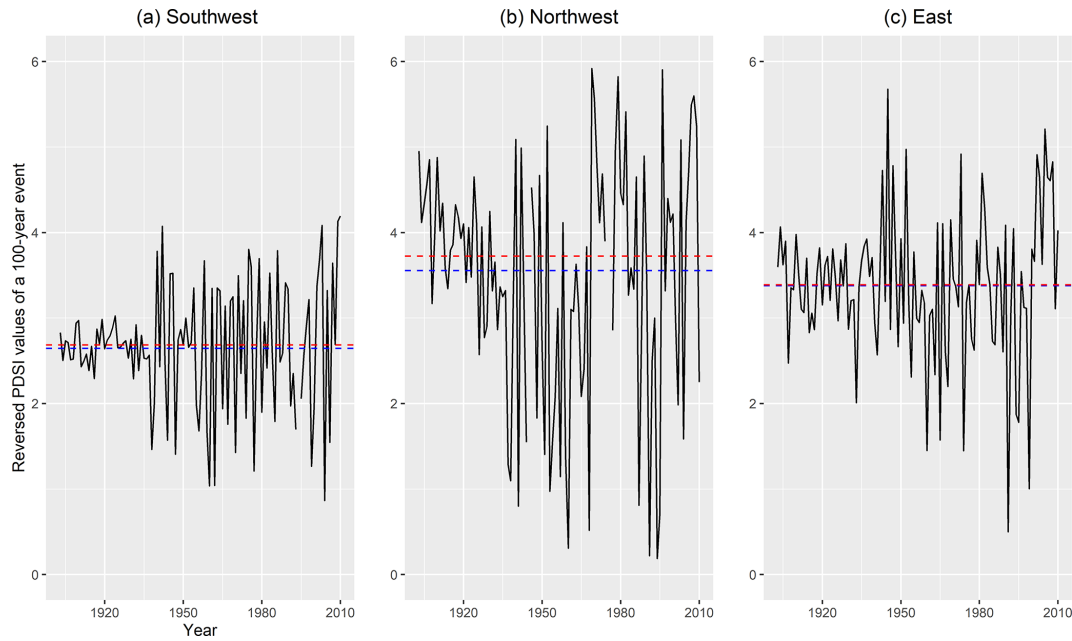 (a) Southwest (b) Northwest (c) East
Reversed PDSI values of a 100-year event
6 6 6
4 4 4
2 2 2
0 0 0
1920 1950 1980 2010 1920 1950 1980 2010 1920 1950 1980 2010
Year